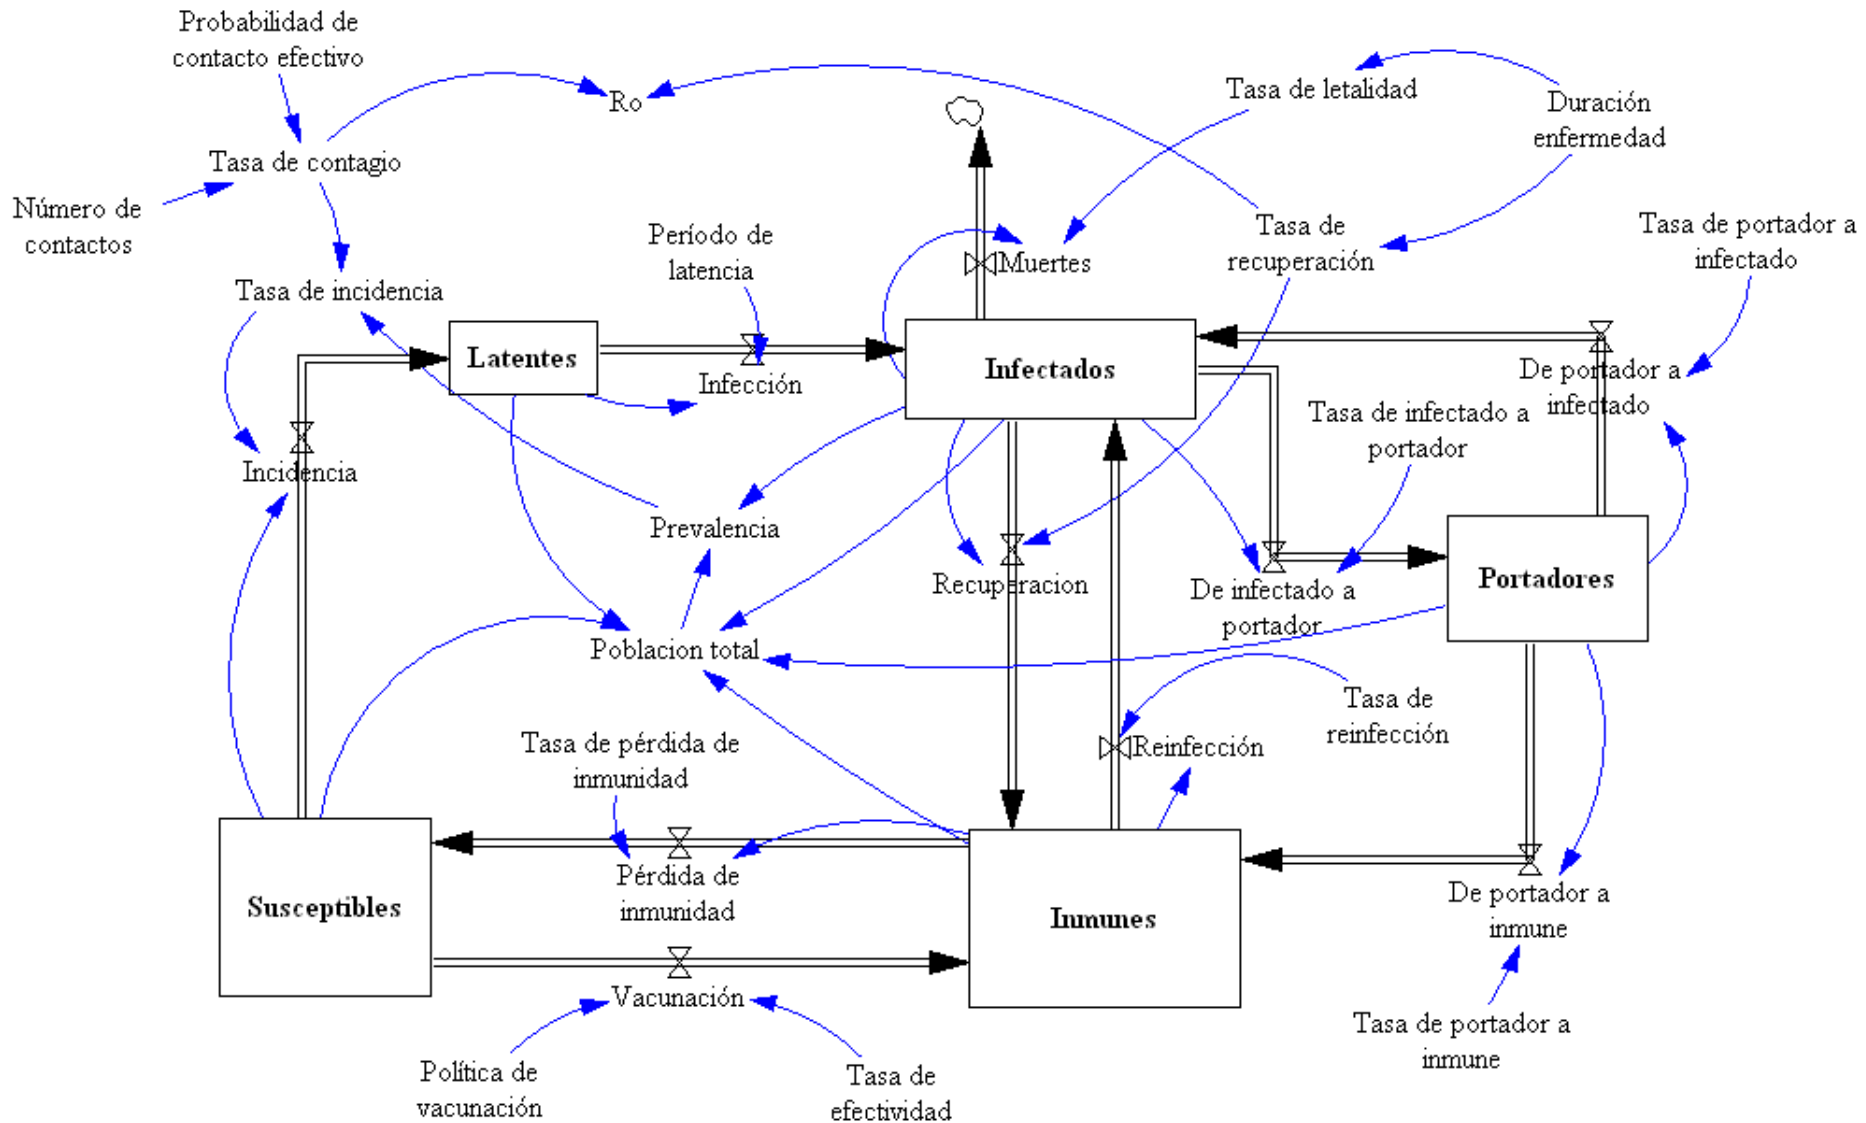 Probabilidad de
contacto efectivo
Ro
Tasa de letalidad
Duración
enfermedad
Tasa de contagio
Número de
contactos
Período de
latencia
Muertes
Tasa de
recuperación
Tasa de portador a
infectado
Tasa de incidencia
Latentes
Infección
Infectados
De portador a
infectado
Tasa de infectado a
portador
Incidencia
Prevalencia
Recuperacion
De infectado a
portador
Portadores
Poblacion total
Tasa de
reinfección
Tasa de pérdida de
inmunidad
Reinfección
Pérdida de
inmunidad
Susceptibles
Inmunes
De portador a
inmune
Vacunación
Política de
vacunación
Tasa de
efectividad
Tasa de portador a
inmune